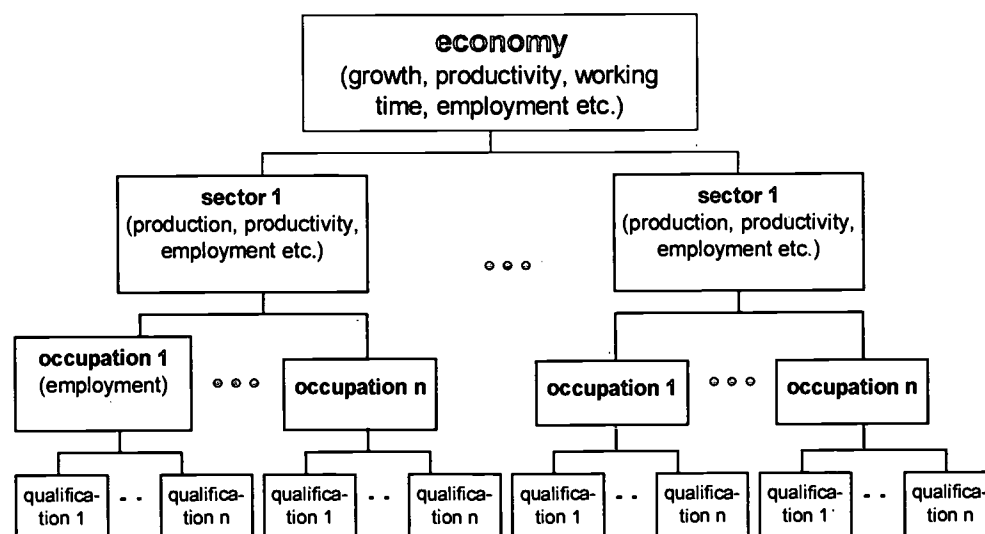 economy
(growth, productivity, working
time, employment etc.)
sector 1
(production, productivity,
employment etc.)
sector 1
(production, productivity,
employment etc.)
occupation 1
(employment)
occupation n
occupation 1
occupation n
qualifica-
tion 1
qualifica-
tion n
qualifica-
tion 1
qualifica-
tion n
qualifica-
tion 1
qualifica-
tion n
qualifica-
tion 1
qualifica-
tion n